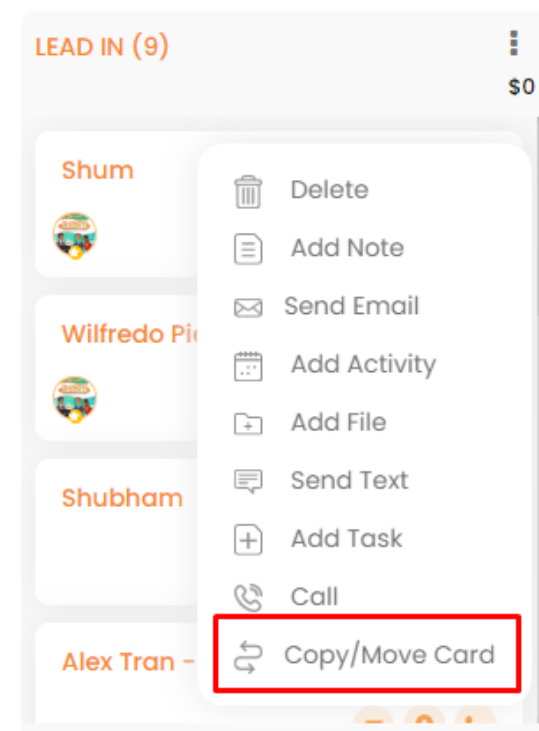 LEAD IN (9)
$0
Shum
Delete
Add Note
Send Email
Wilfredo
Add Activity
Add File
Send Text
Shubham
Add Task
Call
Copy/Move Card
Alex Tran -